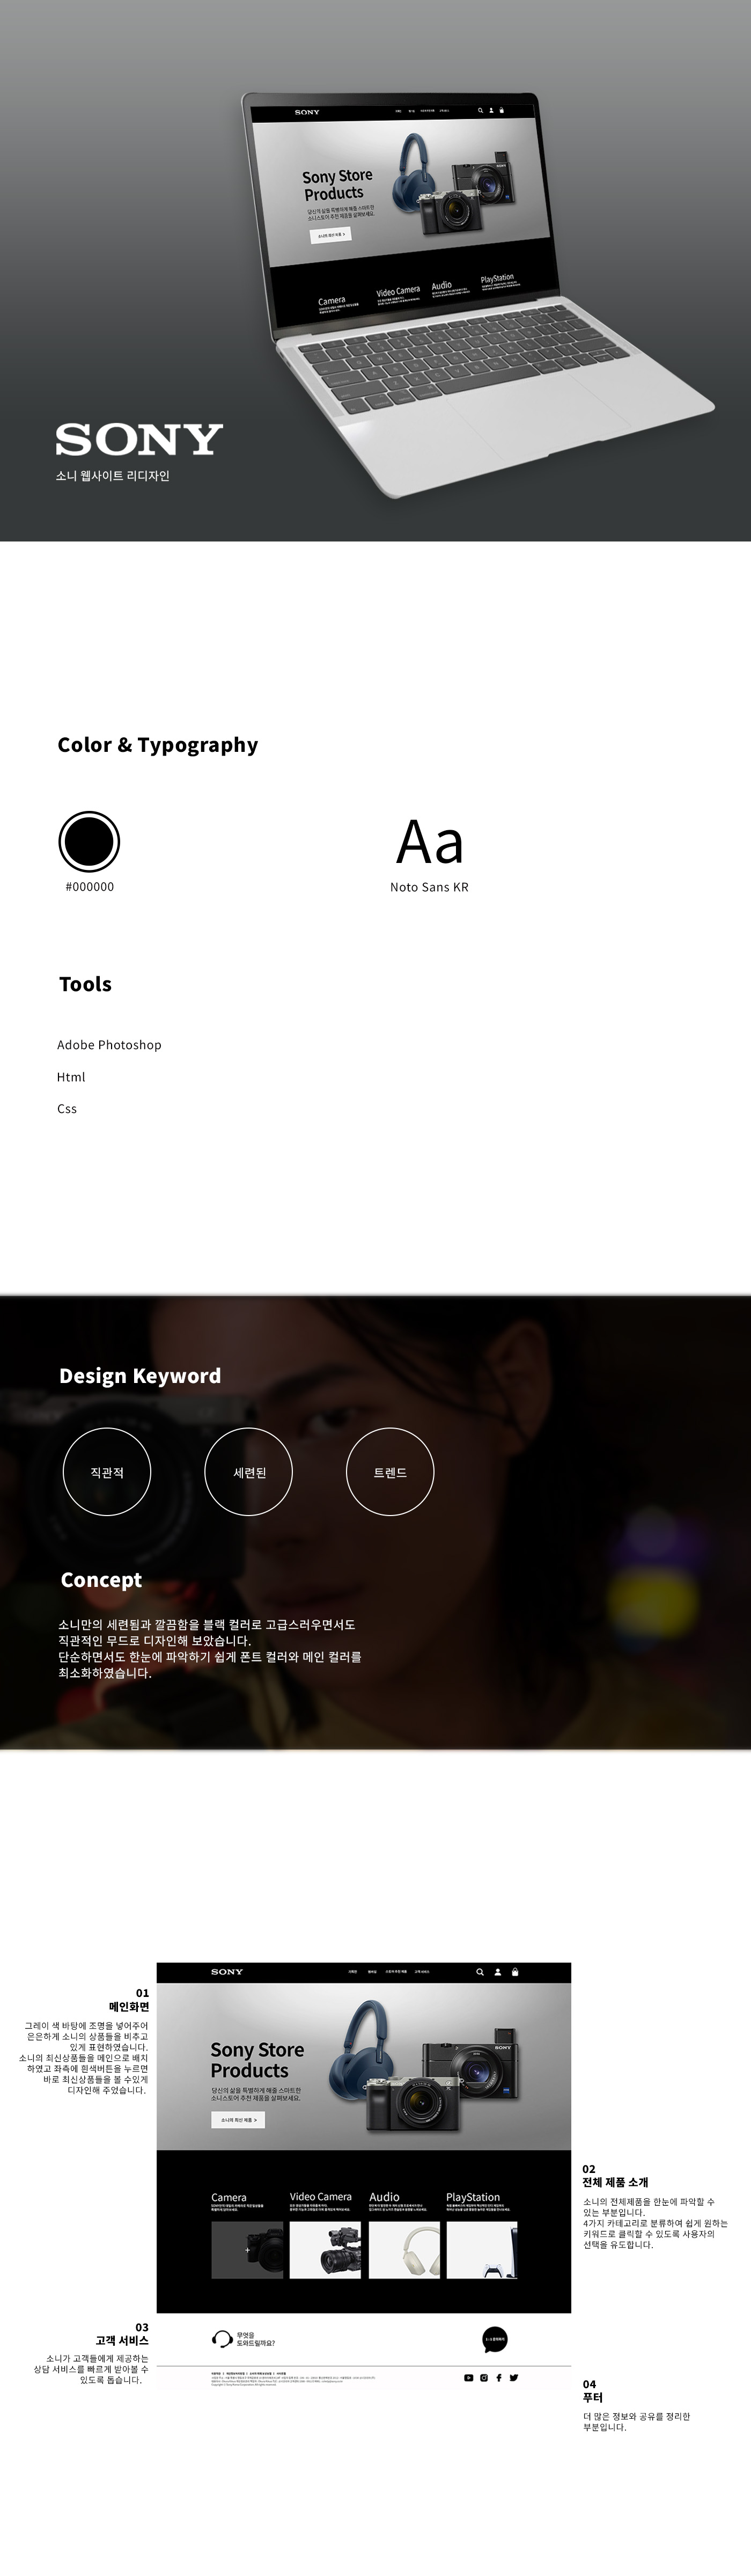 SONY
Sony Store
Products
당신의 삶을 특별하게 해줄 스마트한
소니스토어 추천 제품을 살펴보세요.
소니의 최신 제품 >
Camera
Video Camera
Audio
PlayStation
SONY
소니 웹사이트 리디자인
Color & Typography
#000000
Aa
Noto Sans KR
Tools
Adobe Photoshop
Html
Css
Design Keyword
직관적
세련된
트렌드
Concept
소니만의 세련됨과 깔끔함을 블랙 컬러로 고급스러우면서도
직관적인 무드로 디자인해 보았습니다.
단순하면서도 한눈에 파악하기 쉽게 폰트 컬러와 메인 컬러를
최소화하였습니다.
01
메인화면
그레이 색 바탕에 조명을 넣어주어
은은하게 소니의 상품들을 비추고
있게 표현하였습니다.
소니의 최신상품들을 메인으로 배치
하였고 좌측에 흰색버튼을 누르면
바로 최신상품들을 볼 수있게
디자인해 주었습니다.
SONY
기획전
멤버십
소니의 추천 제품
고객 서비스
Sony Store
Products
당신의 삶을 특별하게 해줄 스마트한
소니스토어 추천 제품을 살펴보세요.
소니의 최신 제품 >
SONY
02
전체 제품 소개
소니의 전체제품을 한눈에 파악할 수
있는 부분입니다.
4가지 카테고리로 분류하여 쉽게 원하는
키워드로 클릭할 수 있도록 사용자의
선택을 유도합니다.
Camera
Video Camera
Audio
PlayStation
03
고객 서비스
소니가 고객들에게 제공하는
상담 서비스를 빠르게 받아볼 수
있도록 돕습니다.
무엇을
도와드릴까요?
04
푸터
더 많은 정보와 공유를 정리한
부분입니다.